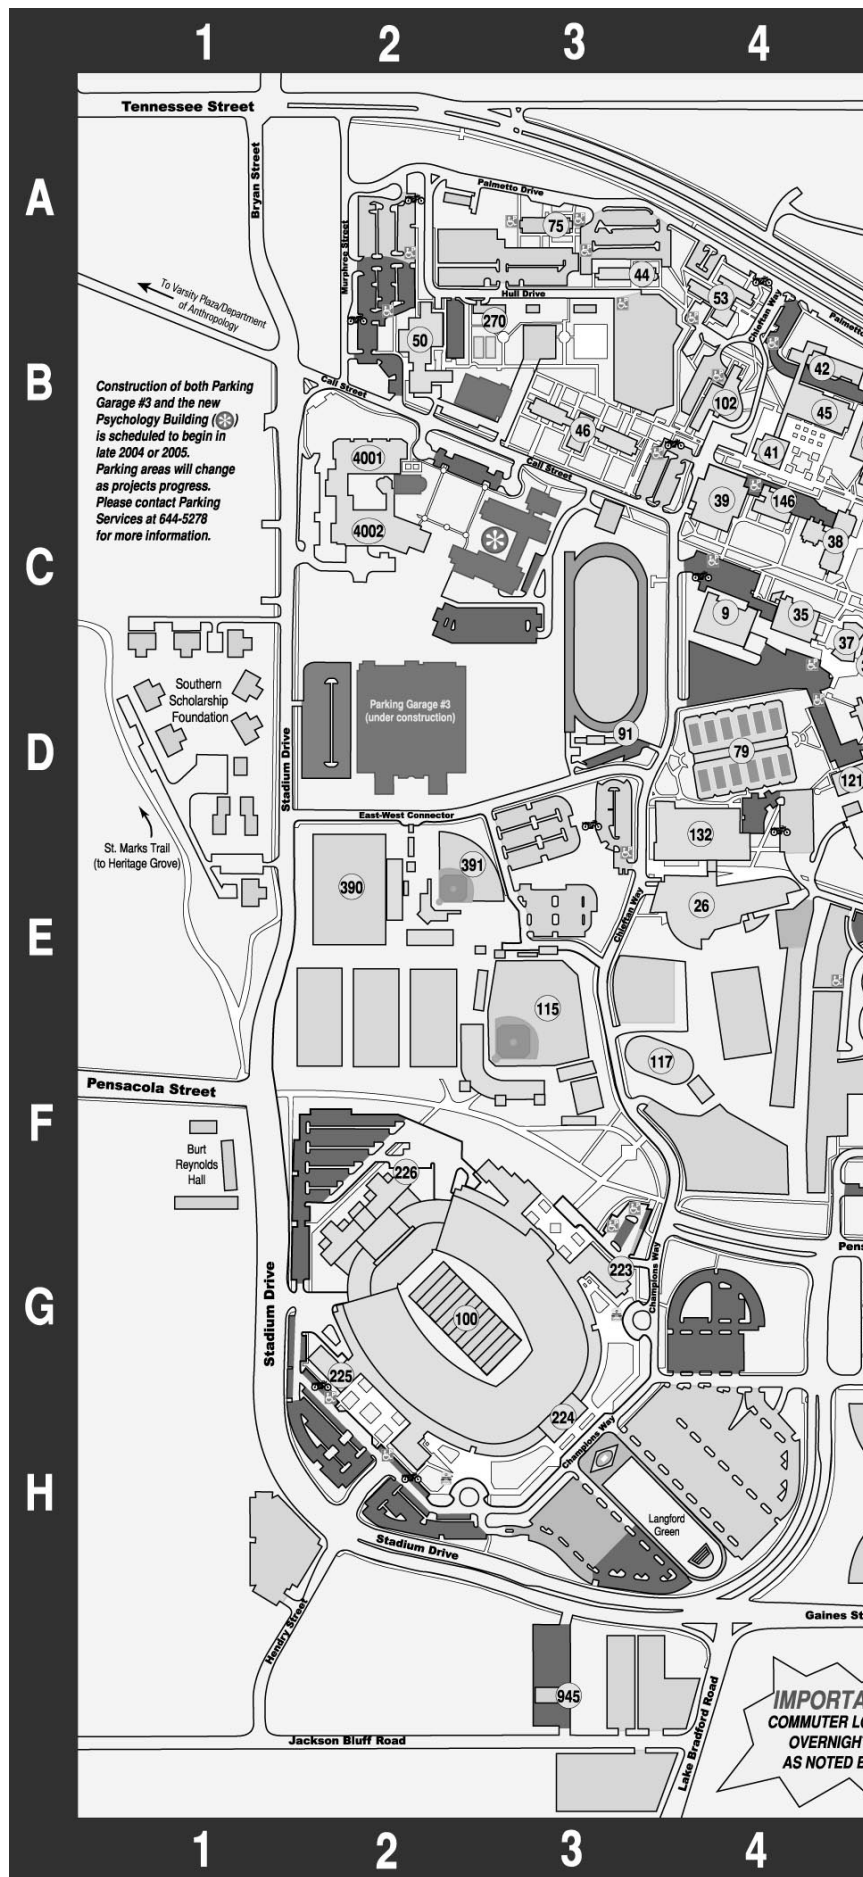 1
2
3
4
Tennessee Street
A
Bryan Street
Palmetto Drive
75
Murphree Street
44
To Varsity Plaza/Department
of Anthropology
Hull Drive
53
Chieftan Way
270
50
42
B
Construction of both Parking
Garage #3 and the new
Psychology Building ( )
is scheduled to begin in
late 2004 or 2005.
Parking areas will change
as projects progress.
Please contact Parking
Services at 644-5278
for more information.
Call Street
102
45
46
41
4001
Call Street
39
146
4002
38
C
9
35
37
Southern
Scholarship
Foundation
Parking Garage #3
(under construction)
91
D
Stadium Drive
79
121
East-West Connector
St. Marks Trail
(to Heritage Grove)
132
391
390
26
Chieftan Way
E
115
117
Pensacola Street
F
Burt
Reynolds
Hall
226
Pens
223
Champions Way
G
Stadium Drive
100
225
224
Champions Way
H
Langford
Green
Stadium Drive
Gaines St
Hendry Street
945
IMPORTA
COMMUTER LO
OVERNIGHT
AS NOTED B
Lake Bradford Road
Jackson Bluff Road
1
2
3
4